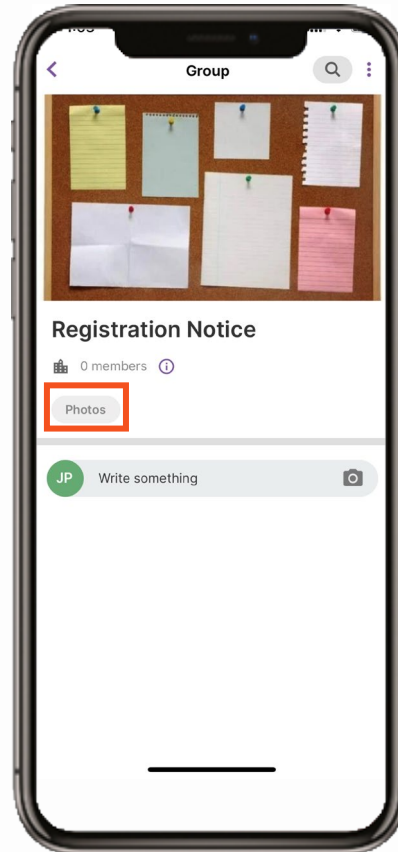 Group
Registration Notice
0 members
Photos
JP Write something